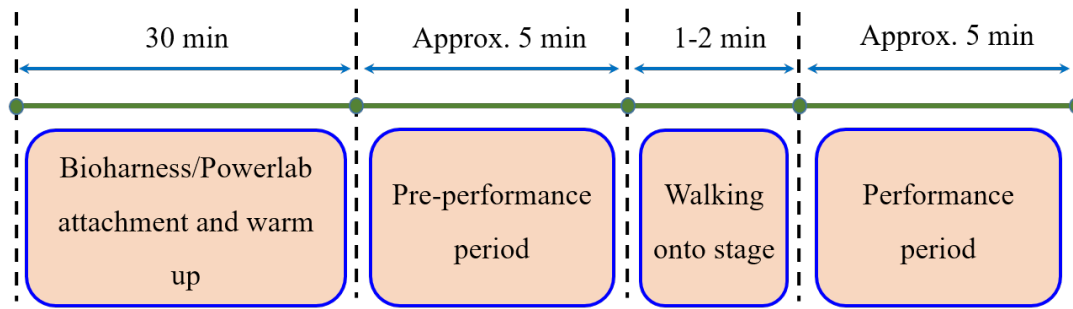 30 min
Approx. 5 min
1-2 min
Approx. 5 min
Bioharness/Powerlab
attachment and warm
up
Pre-performance
period
Walking
onto stage
Performance
period